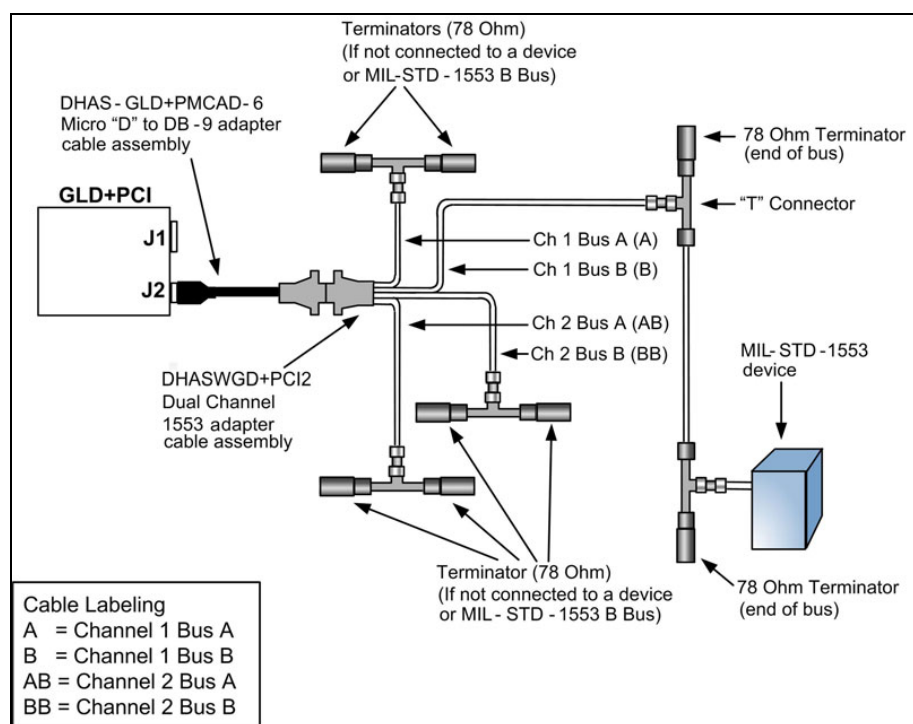 Terminators (78 Ohm)
(If not connected to a device
or MIL-STD-1553 B Bus)
DHAS-GLD+PMCAD-6
Micro “D” to DB-9 adapter
cable assembly
78 Ohm Terminator
(end of bus)
GLD+PCI
“T” Connector
J1
Ch 1 Bus A (A)
Ch 1 Bus B (B)
J2
Ch 2 Bus A (AB)
Ch 2 Bus B (BB)
MIL-STD-1553
device
DHASWGD+PCI2
Dual Channel
1553 adapter
cable assembly
Terminator (78 Ohm)
(If not connected to a device
or MIL-STD-1553 B Bus)
78 Ohm Terminator
(end of bus)
Cable Labeling
A = Channel 1 Bus A
B = Channel 1 Bus B
AB = Channel 2 Bus A
BB = Channel 2 Bus B